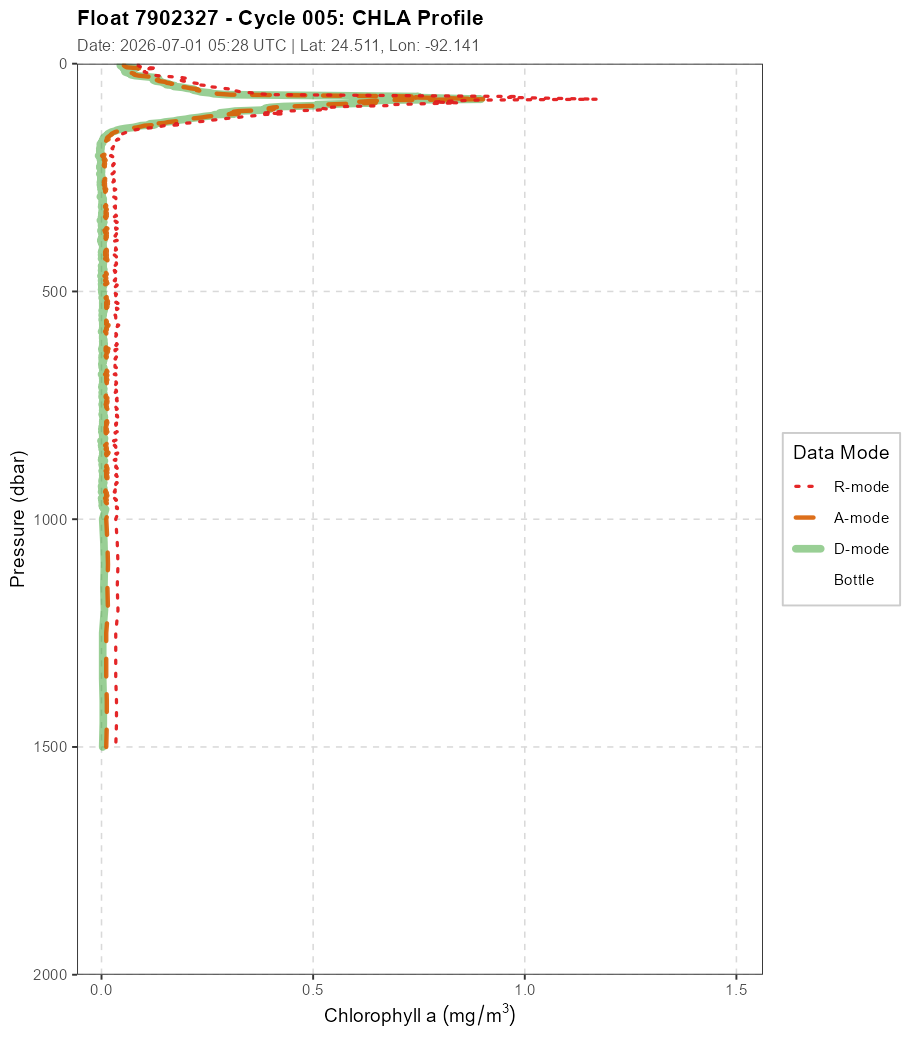 Float 7902327 - Cycle 005: CHLA Profile
Date: 2026-07-01 05:28 UTC | Lat: 24.511, Lon: -92.141
0
500
1000
1500
2000
Pressure (dbar)
0.0 0.5 1.0 1.5
Chlorophyll a (mg/m³)
Data Mode
R-mode
A-mode
D-mode
Bottle